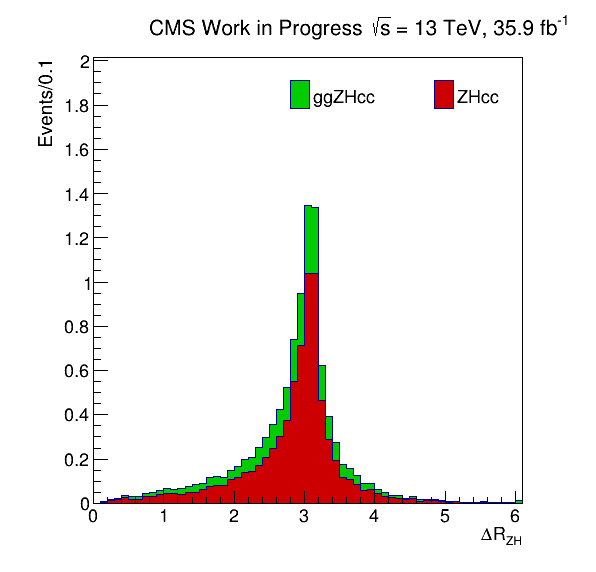 CMS Work in Progress √s = 13 TeV, 35.9 fb⁻¹
Events/0.1
2
1.8
1.6
1.4
1.2
1
0.8
0.6
0.4
0.2
0
ggZHcc ZHcc
0 1 2 3 4 5 6
ΔR_ZH